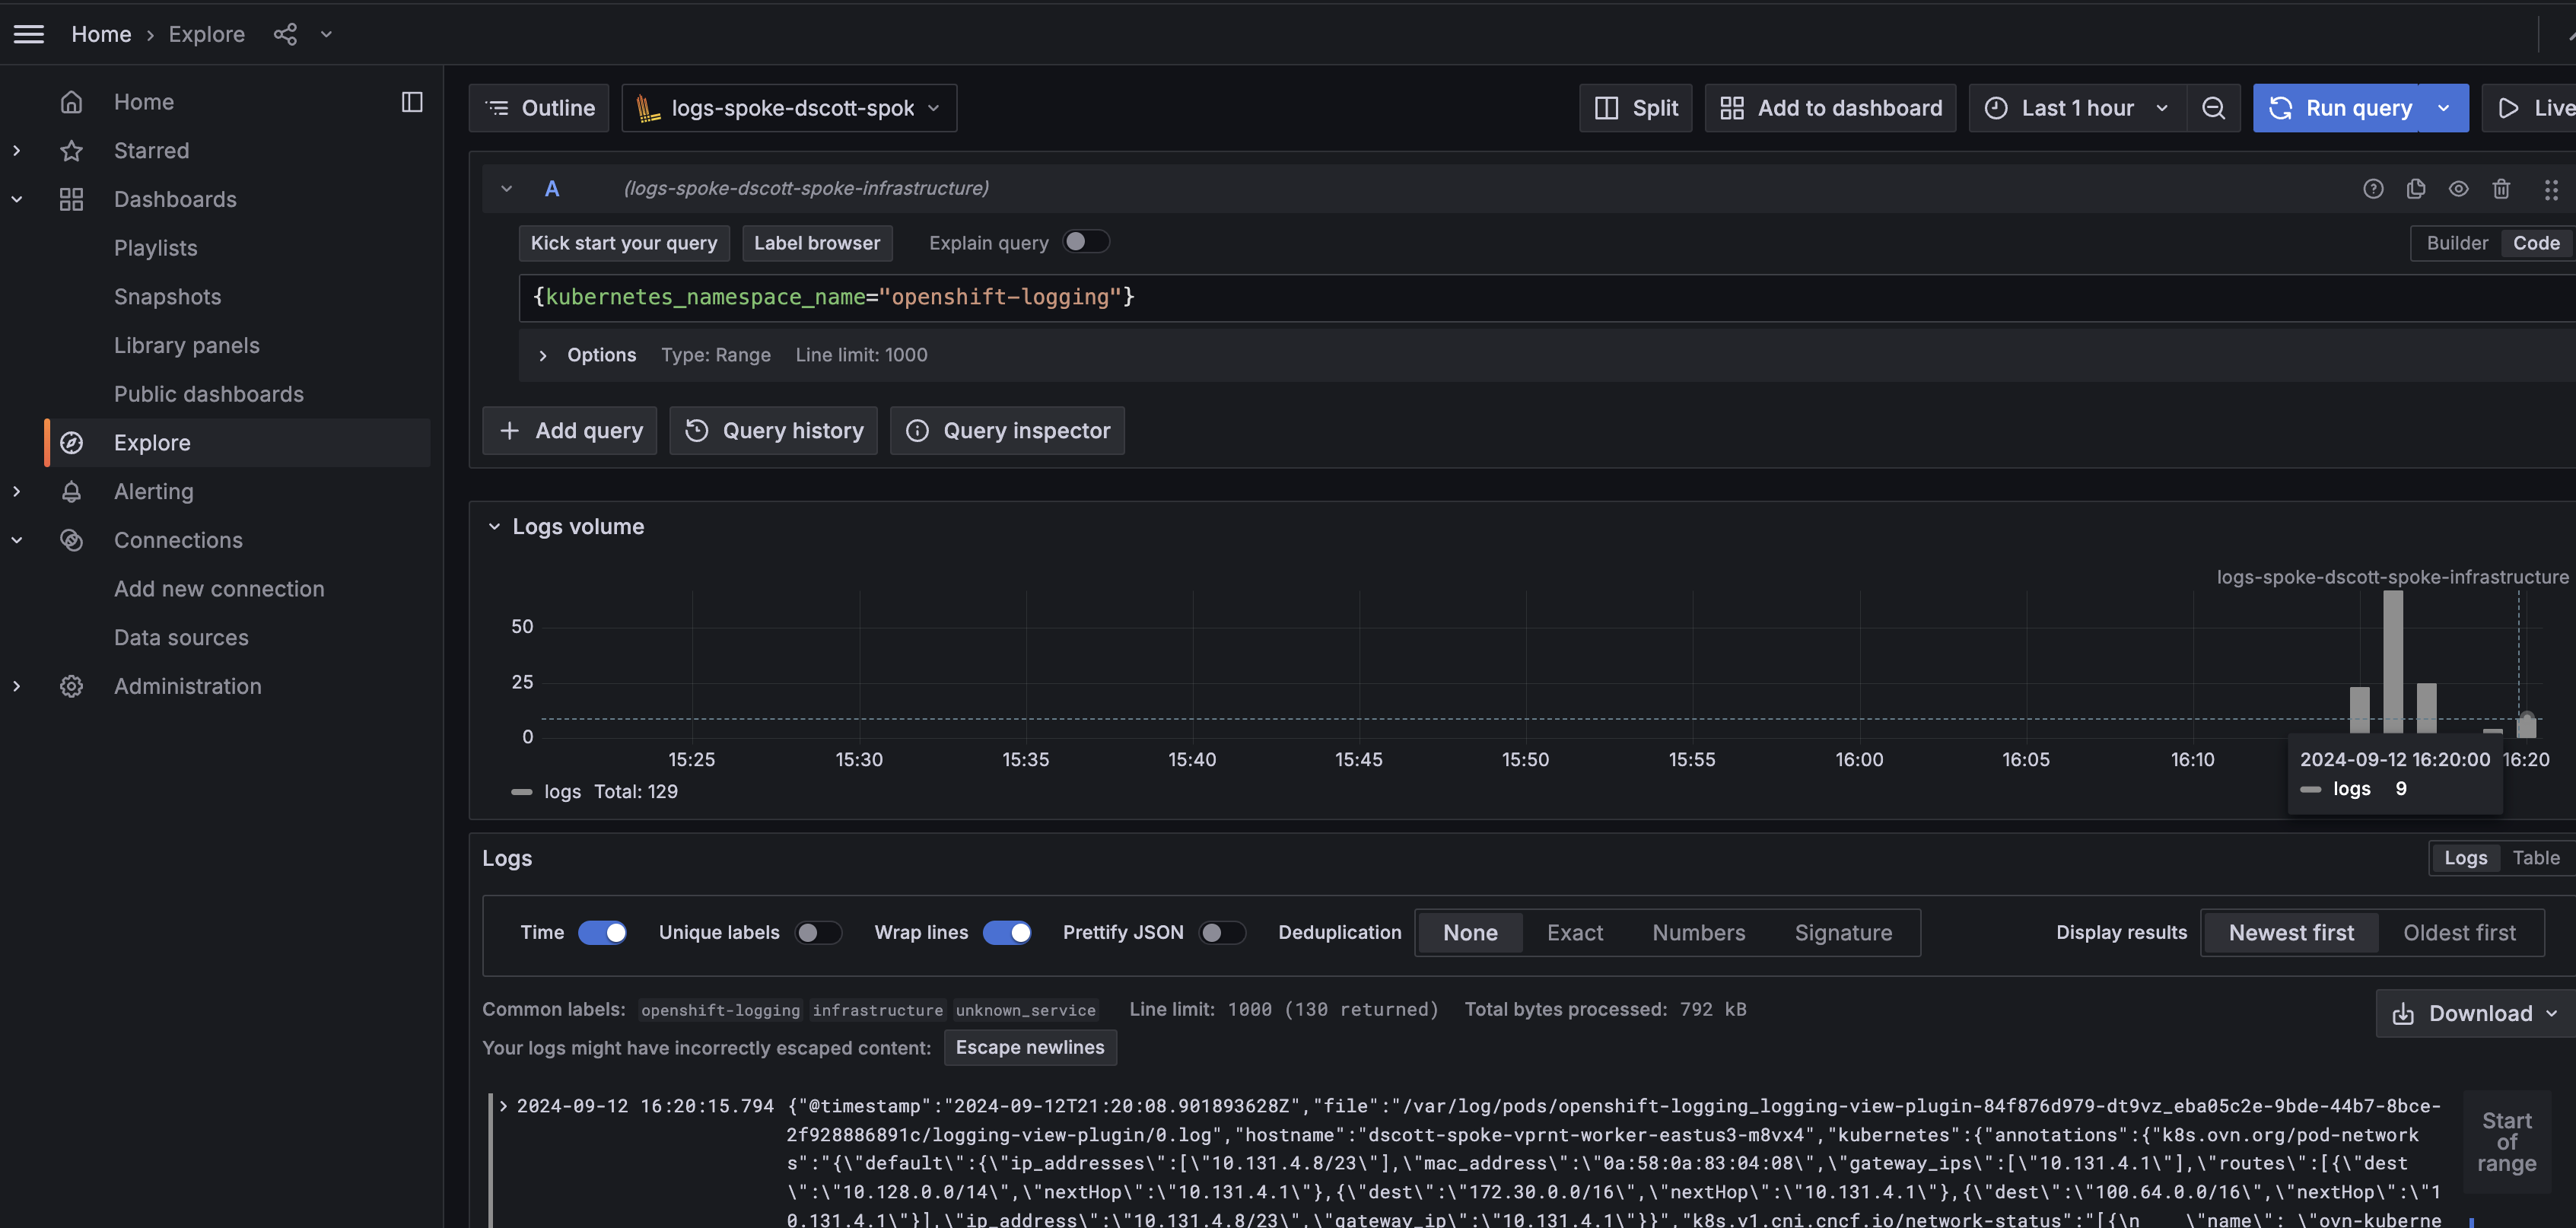 Home › Explore
Home
Starred
Dashboards
Playlists
Snapshots
Library panels
Public dashboards
Explore
Alerting
Connections
Add new connection
Data sources
Administration
Outline
logs-spoke-dscott-spok
Split
Add to dashboard
Last 1 hour
Run query
Live
A (logs-spoke-dscott-spoke-infrastructure)
Kick start your query Label browser Explain query
Builder Code
{kubernetes_namespace_name="openshift-logging"}
Options Type: Range Line limit: 1000
+ Add query Query history Query inspector
Logs volume
logs-spoke-dscott-spoke-infrastructure
50
25
0
15:25 15:30 15:35 15:40 15:45 15:50 15:55 16:00 16:05 16:10 16:20
2024-09-12 16:20:00
logs 9
logs Total: 129
Logs
Logs Table
Time Unique labels Wrap lines Prettify JSON Deduplication None Exact Numbers Signature Display results Newest first Oldest first
Common labels: openshift-logging infrastructure unknown_service Line limit: 1000 (130 returned) Total bytes processed: 792 kB
Download
Your logs might have incorrectly escaped content: Escape newlines
2024-09-12 16:20:15.794 {"@timestamp":"2024-09-12T21:20:08.901893628Z","file":"/var/log/pods/openshift-logging_logging-view-plugin-84f876d979-dt9vz_eba05c2e-9bde-44b7-8bce-
2f928886891c/logging-view-plugin/0.log","hostname":"dscott-spoke-vprnt-worker-eastus3-m8vx4","kubernetes":{"annotations":{"k8s.ovn.org/pod-network
s":"{\"default\":{\"ip_addresses\":[\"10.131.4.8/23\"],\"mac_address\":\"0a:58:0a:83:04:08\",\"gateway_ips\":[\"10.131.4.1\"],\"routes\":[{\"dest
\":\"10.128.0.0/14\",\"nextHop\":\"10.131.4.1\"},{\"dest\":\"172.30.0.0/16\",\"nextHop\":\"10.131.4.1\"},{\"dest\":\"100.64.0.0/16\",\"nextHop\":\"1
0.131.4.1\"}],\"ip_address\":\"10.131.4.8/23\",\"gateway_ip\":\"10.131.4.1\"}}","k8s.v1.cni.cncf.io/network-status":"[{\n \"name\": \"ovn-kuberne
Start
of
range